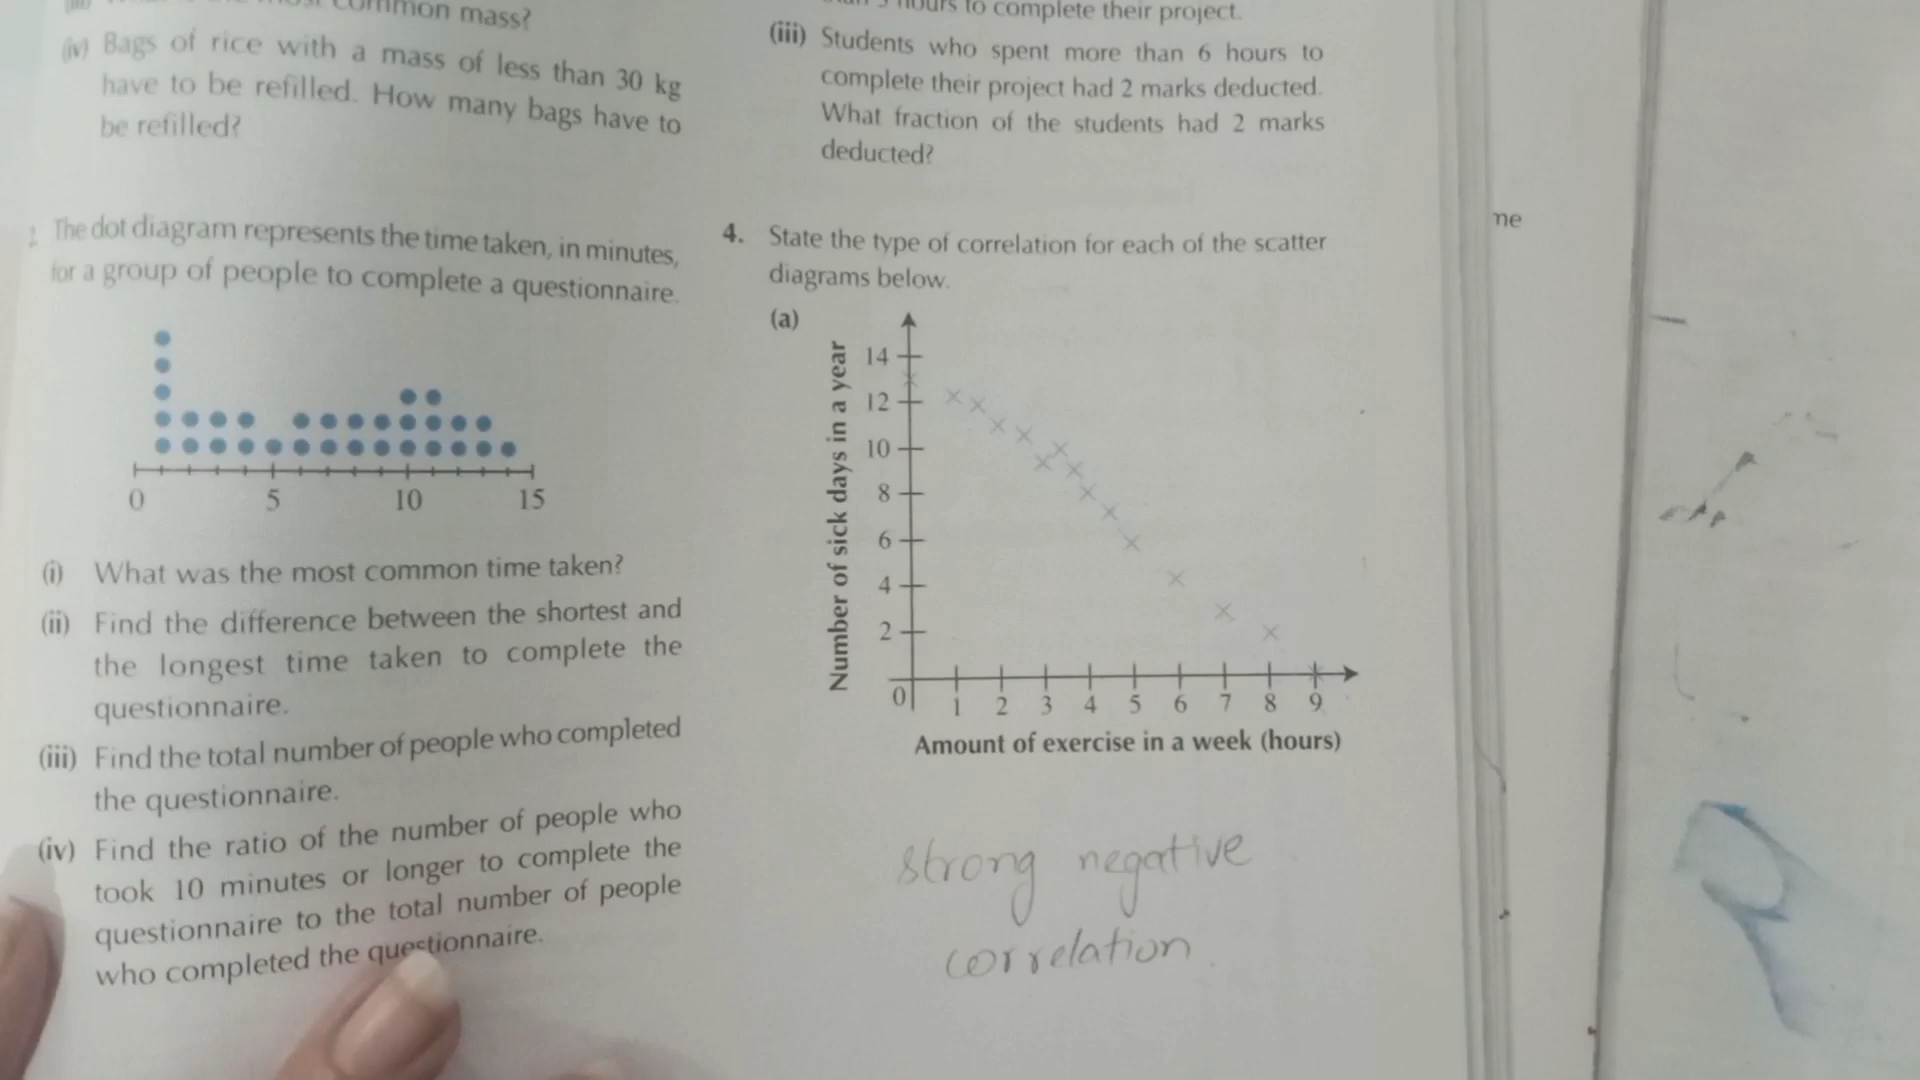 common mass?
(iv) Bags of rice with a mass of less than 30 kg
have to be refilled. How many bags have to
be refilled?
The dot diagram represents the time taken, in minutes,
for a group of people to complete a questionnaire.
0 5 10 15
(i) What was the most common time taken?
(ii) Find the difference between the shortest and
the longest time taken to complete the
questionnaire.
(iii) Find the total number of people who completed
the questionnaire.
(iv) Find the ratio of the number of people who
took 10 minutes or longer to complete the
questionnaire to the total number of people
who completed the questionnaire.
hours to complete their project.
(iii) Students who spent more than 6 hours to
complete their project had 2 marks deducted.
What fraction of the students had 2 marks
deducted?
4. State the type of correlation for each of the scatter
diagrams below.
(a)
Number of sick days in a year
14
12
10
8
6
4
2
0 1 2 3 4 5 6 7 8 9
Amount of exercise in a week (hours)
strong negative
correlation.
me